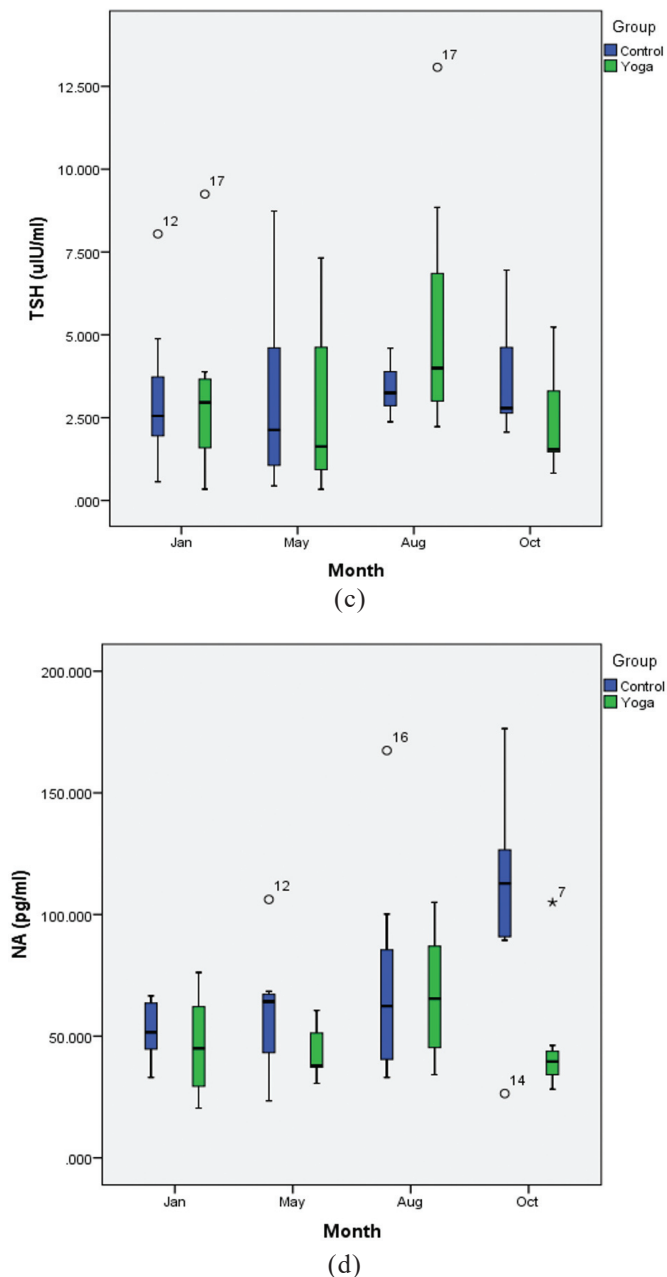 Group
Control
Yoga
12.500
10.000
7.500
5.000
2.500
.000
TSH (uIU/ml)
12
17
17
Jan
May
Aug
Oct
Month
(c)
Group
Control
Yoga
200.000
150.000
100.000
50.000
.000
NA (pg/ml)
12
16
7
14
Jan
May
Aug
Oct
Month
(d)